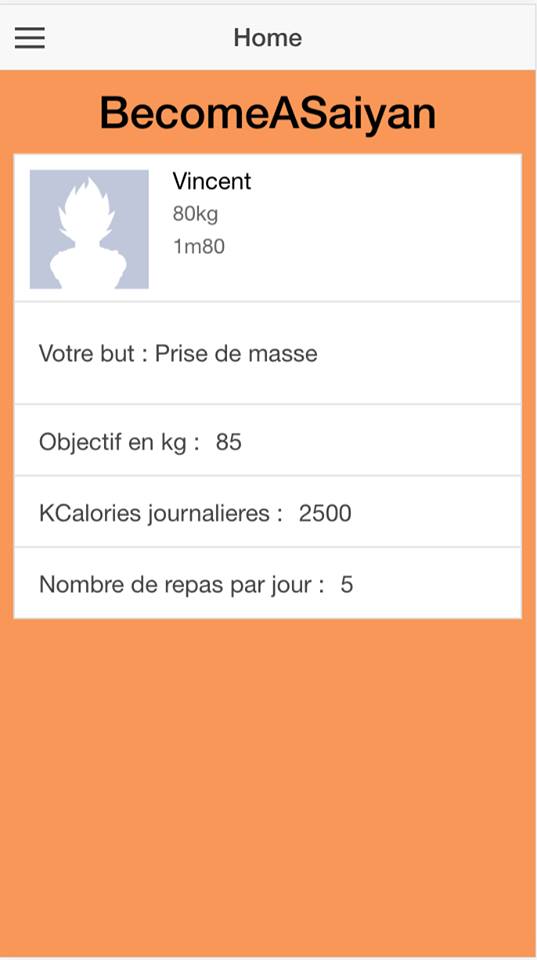 Home
BecomeASaiyan
Vincent
80kg
1m80
Votre but : Prise de masse
Objectif en kg : 85
KCalories journalieres : 2500
Nombre de repas par jour : 5